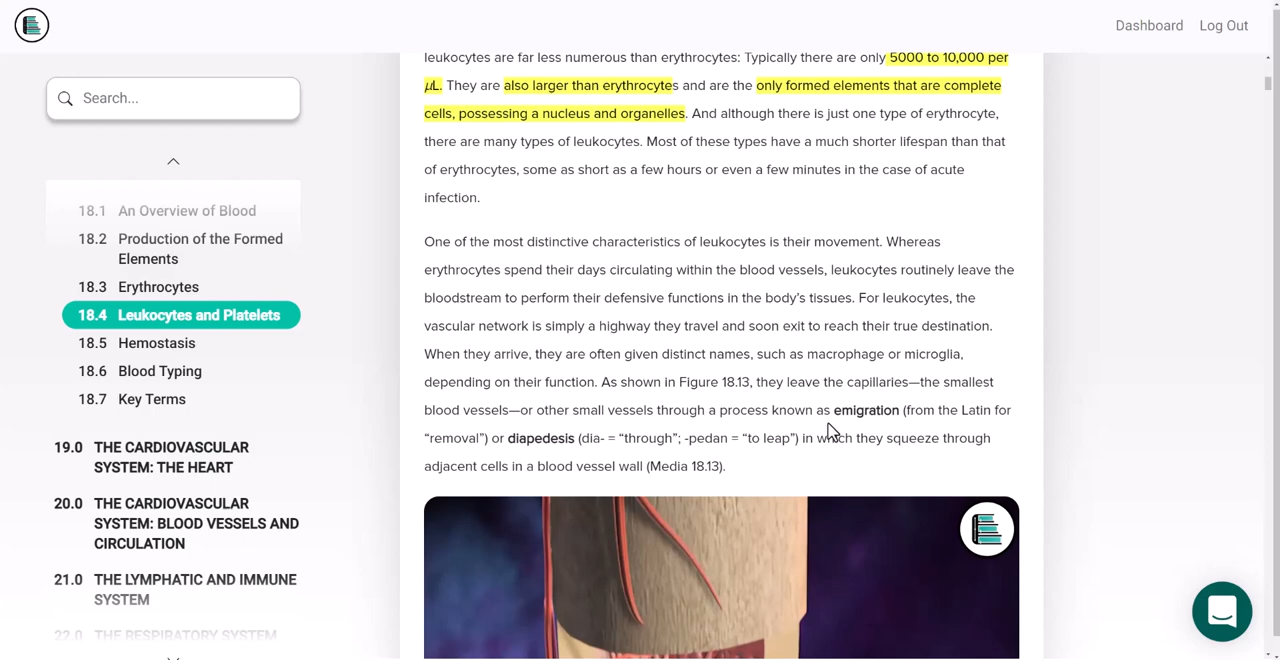 Dashboard Log Out
Search...
18.1 An Overview of Blood
18.2 Production of the Formed
Elements
18.3 Erythrocytes
18.4 Leukocytes and Platelets
18.5 Hemostasis
18.6 Blood Typing
18.7 Key Terms
19.0 THE CARDIOVASCULAR
SYSTEM: THE HEART
20.0 THE CARDIOVASCULAR
SYSTEM: BLOOD VESSELS AND
CIRCULATION
21.0 THE LYMPHATIC AND IMMUNE
SYSTEM
22.0 THE RESPIRATORY SYSTEM
leukocytes are far less numerous than erythrocytes: Typically there are only 5000 to 10,000 per
μL. They are also larger than erythrocytes and are the only formed elements that are complete
cells, possessing a nucleus and organelles. And although there is just one type of erythrocyte,
there are many types of leukocytes. Most of these types have a much shorter lifespan than that
of erythrocytes, some as short as a few hours or even a few minutes in the case of acute
infection.
One of the most distinctive characteristics of leukocytes is their movement. Whereas
erythrocytes spend their days circulating within the blood vessels, leukocytes routinely leave the
bloodstream to perform their defensive functions in the body's tissues. For leukocytes, the
vascular network is simply a highway they travel and soon exit to reach their true destination.
When they arrive, they are often given distinct names, such as macrophage or microglia,
depending on their function. As shown in Figure 18.13, they leave the capillaries—the smallest
blood vessels—or other small vessels through a process known as emigration (from the Latin for
“removal”) or diapedesis (dia- = “through”; -pedan = “to leap”) in which they squeeze through
adjacent cells in a blood vessel wall (Media 18.13).